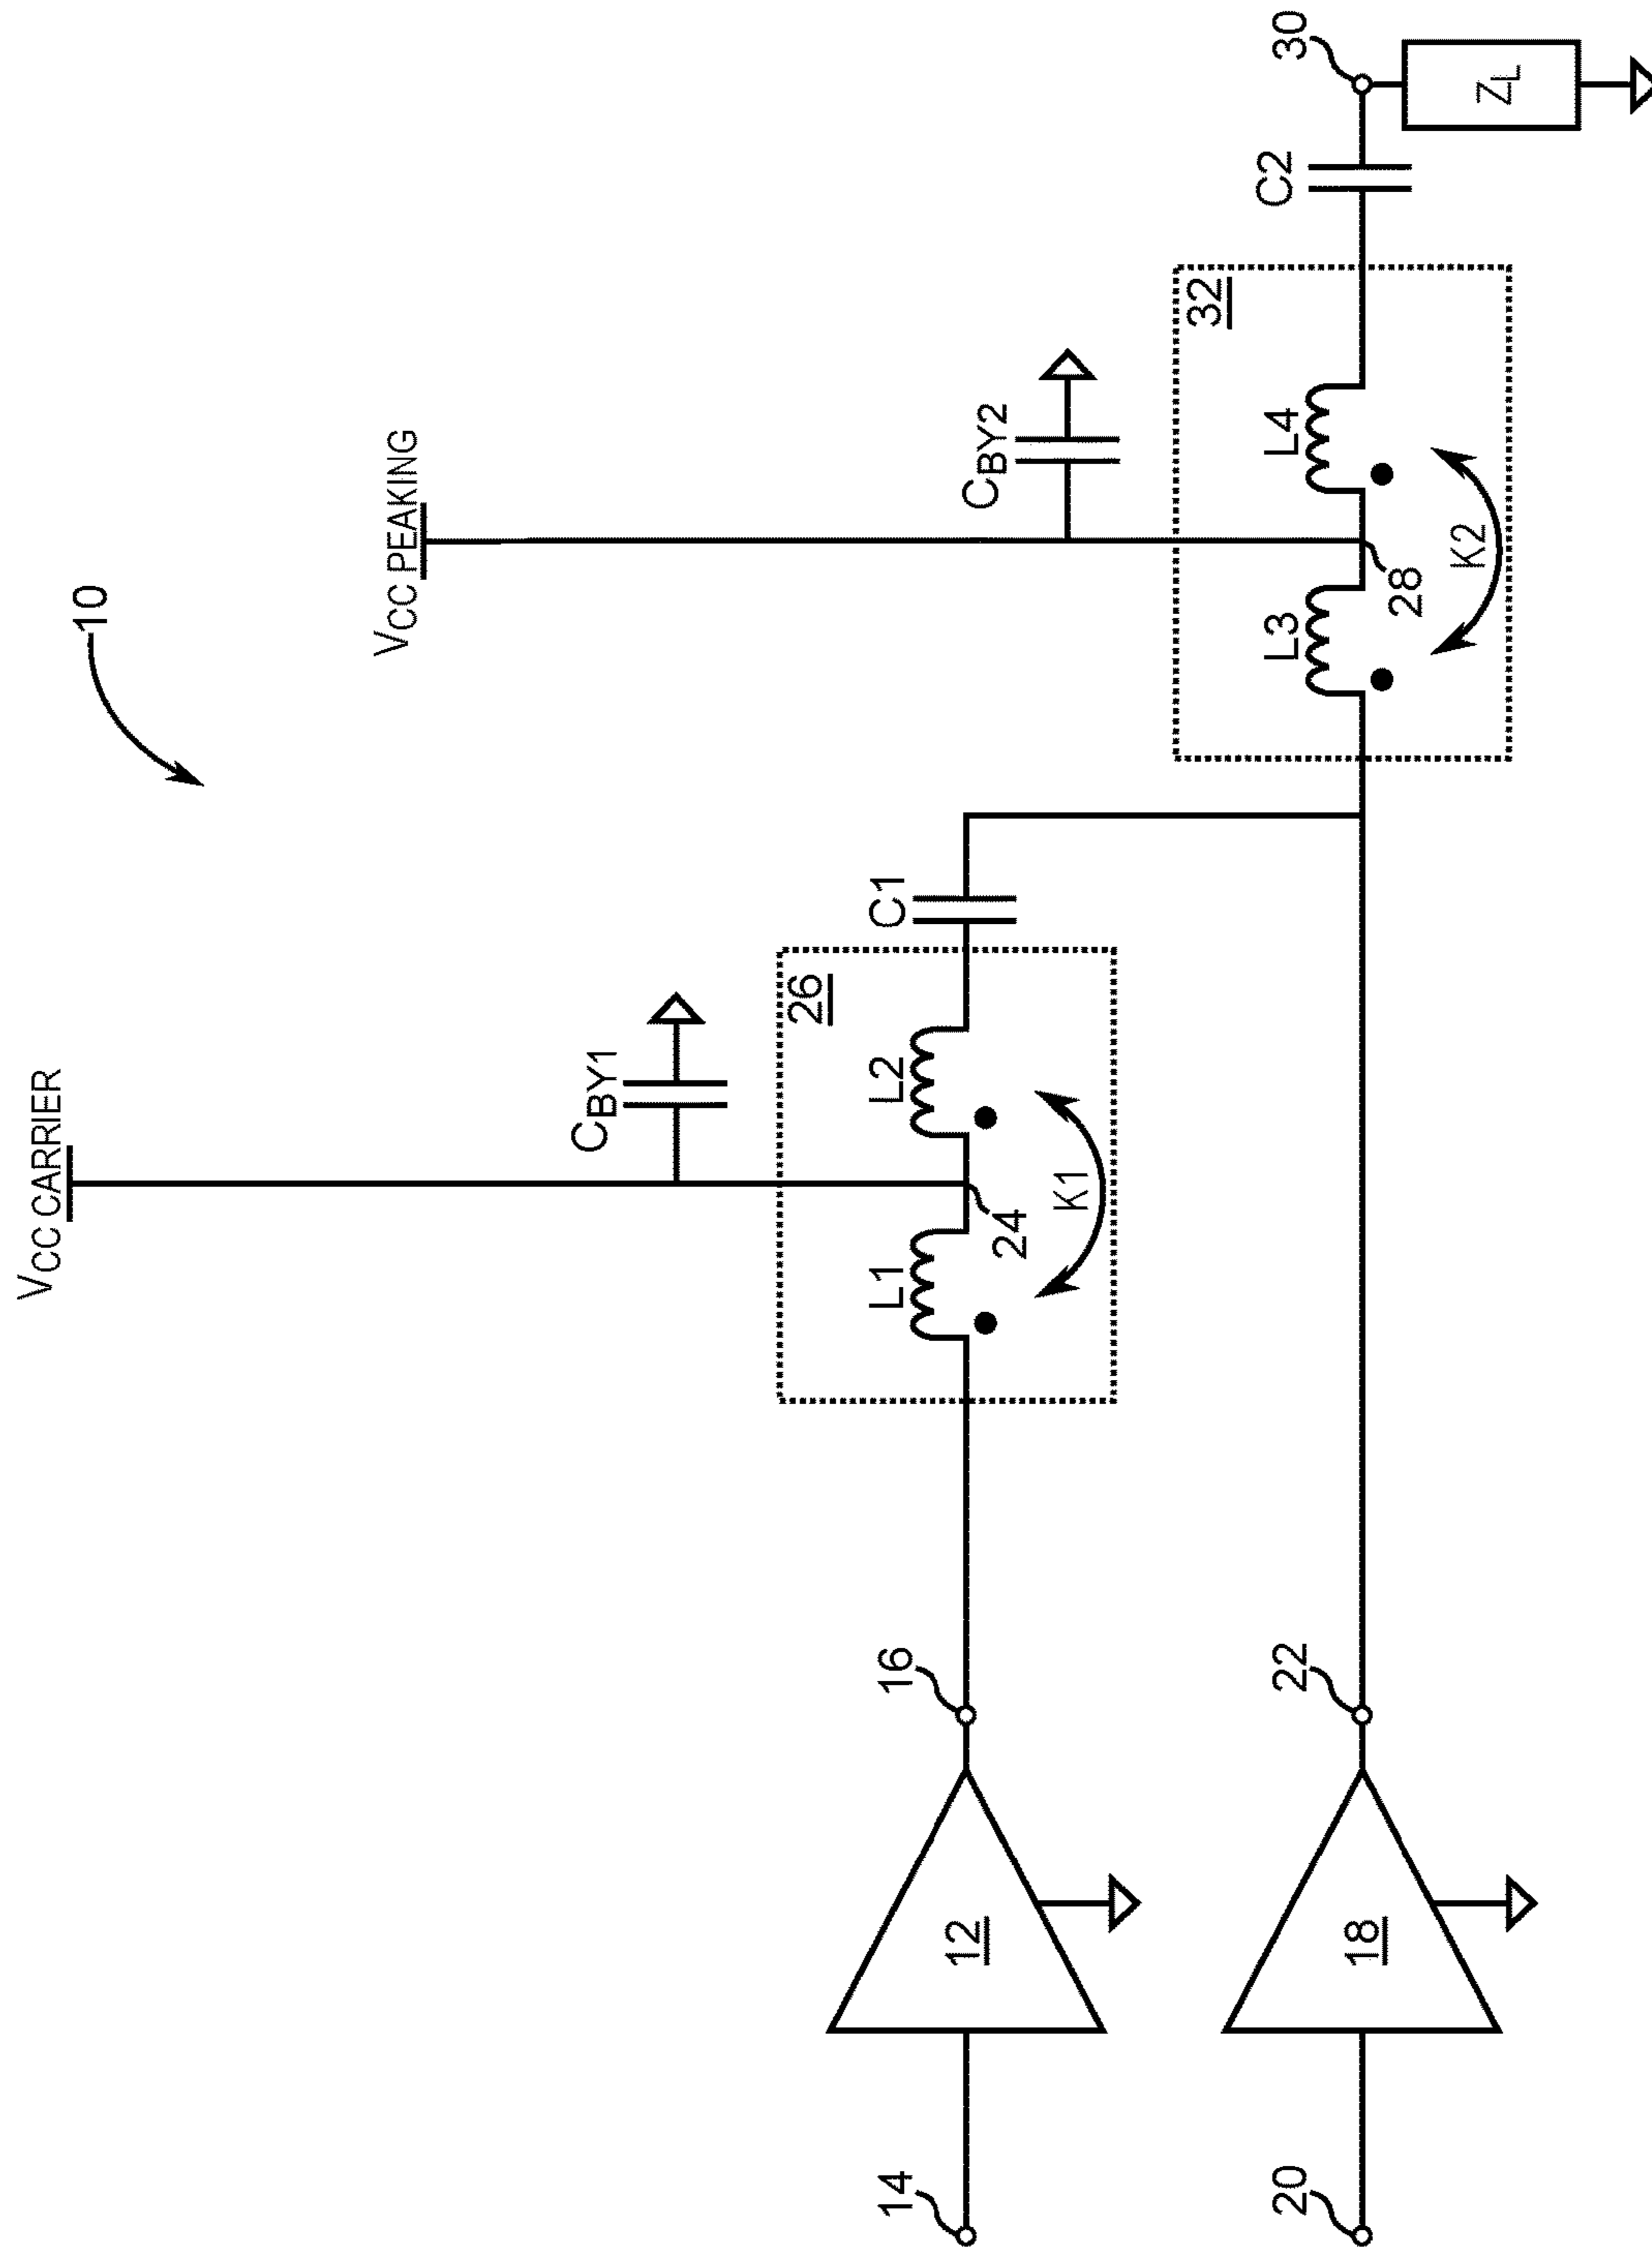 10
VCC CARRIER
VCC PEAKING
CBY1
CBY2
26
L1
L2
C1
24
K1
32
L3
L4
C2
28
K2
30
ZL
14
12
16
20
18
22